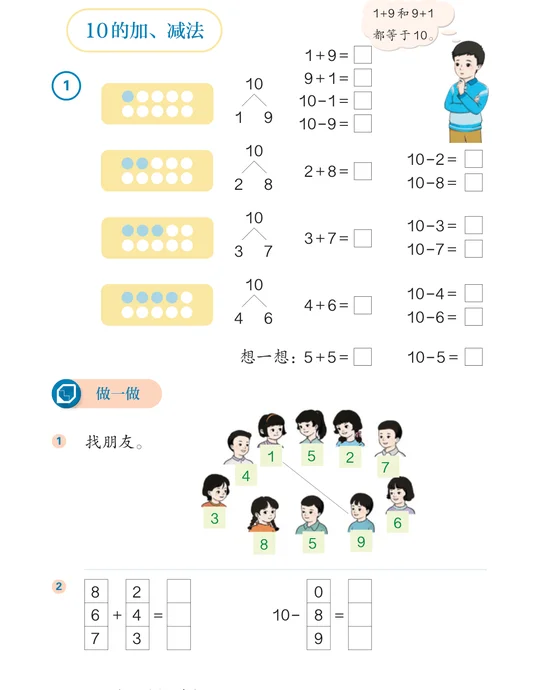 10的加、减法
1+9和9+1
都等于10。
1
10
1 9
1+9=
9+1=
10-1=
10-9=
10
2 8
2+8=
10-2=
10-8=
10
3 7
3+7=
10-3=
10-7=
10
4 6
4+6=
10-4=
10-6=
想一想：5+5=
10-5=
做一做
1 找朋友。
4 1 5 2 7
3 8 5 9 6
2
8 2
6 + 4 =
7 3
0
10- 8 =
9